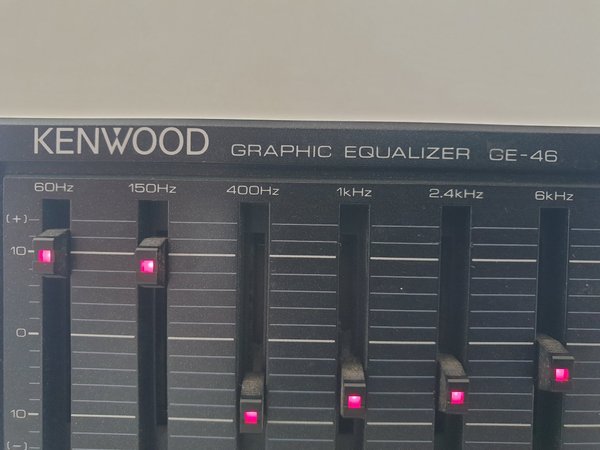 KENWOOD GRAPHIC EQUALIZER GE-46
60Hz 150Hz 400Hz 1kHz 2.4kHz 6kHz
(+)
10
0
10
(-)